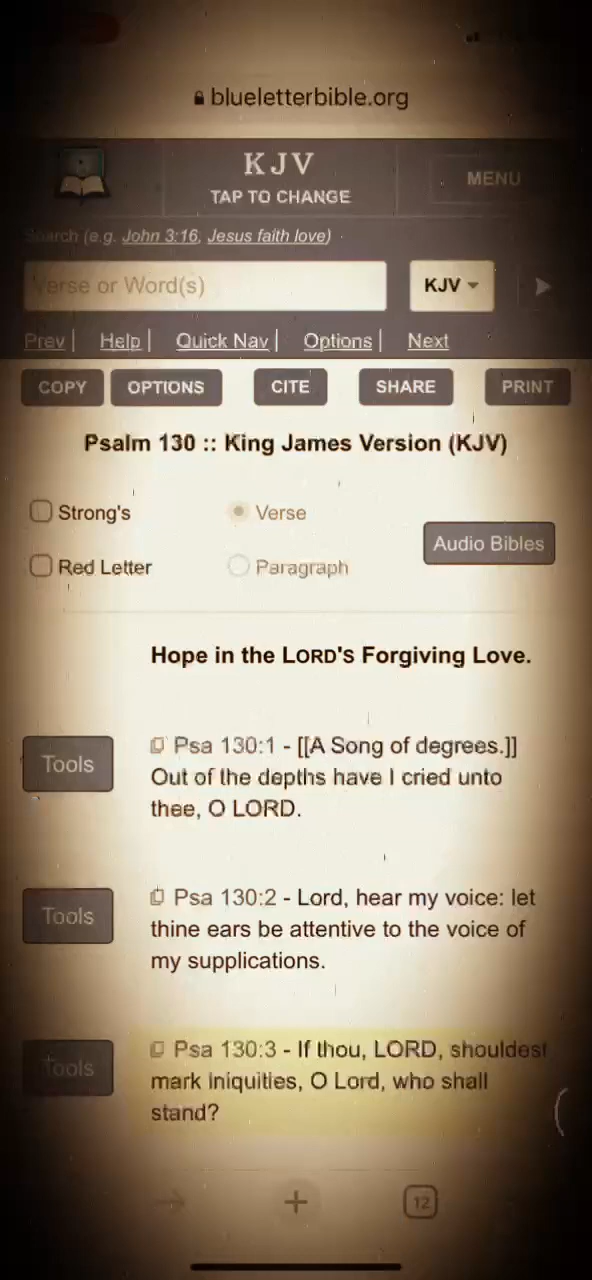 blueletterbible.org
KJV
TAP TO CHANGE
MENU
Search (e.g. John 3:16, Jesus faith love)
Verse or Word(s)
KJV
Prev| Help| Quick Nav| Options| Next
COPY OPTIONS CITE SHARE PRINT
Psalm 130 :: King James Version (KJV)
Strong's Verse
Audio Bibles
Red Letter Paragraph
Hope in the LORD'S Forgiving Love.
Tools
Psa 130:1 - [[A Song of degrees.]]
Out of the depths have I cried unto
thee, O LORD.
Tools
Psa 130:2 - Lord, hear my voice: let
thine ears be attentive to the voice of
my supplications.
Tools
Psa 130:3 - If thou, LORD, shouldest
mark iniquities, O Lord, who shall
stand?
12